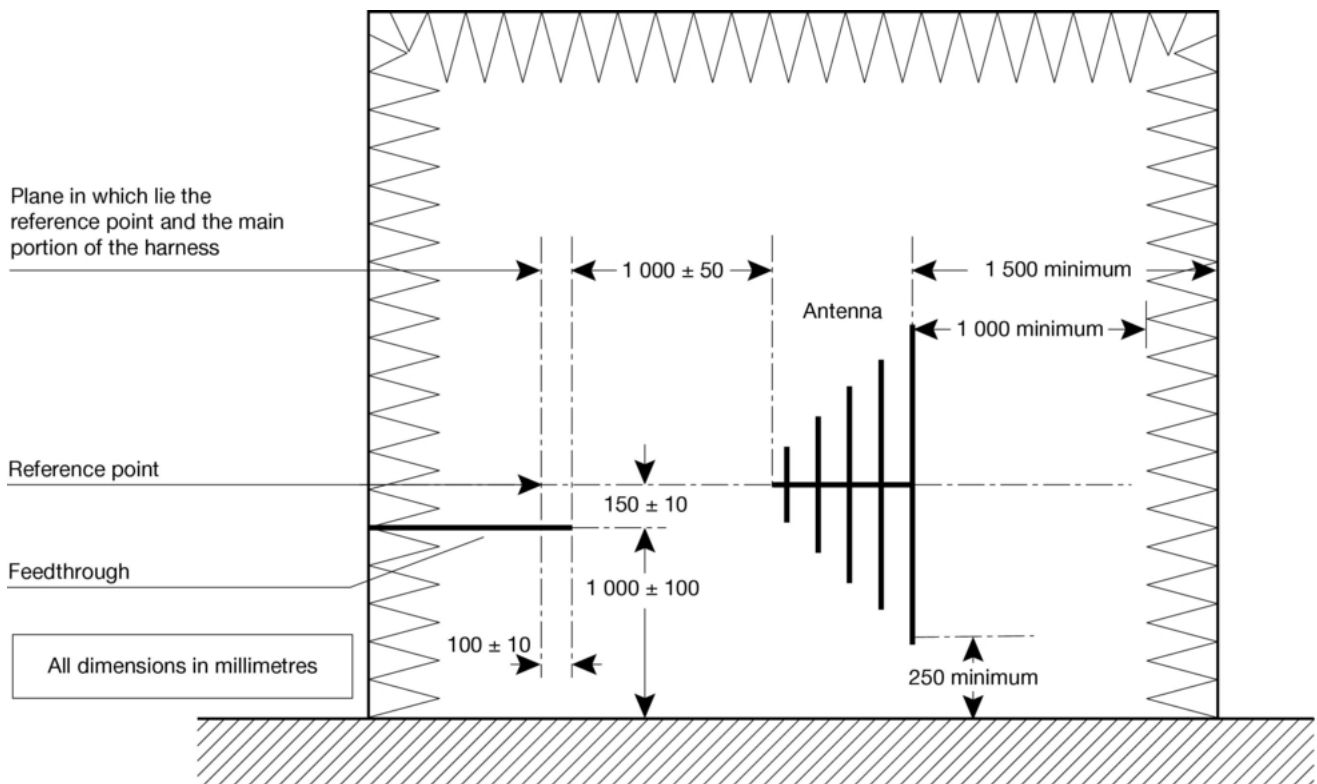 Plane in which lie the
reference point and the main
portion of the harness
1 000 ± 50
1 500 minimum
Antenna
1 000 minimum
Reference point
150 ± 10
Feedthrough
1 000 ± 100
100 ± 10
All dimensions in millimetres
250 minimum